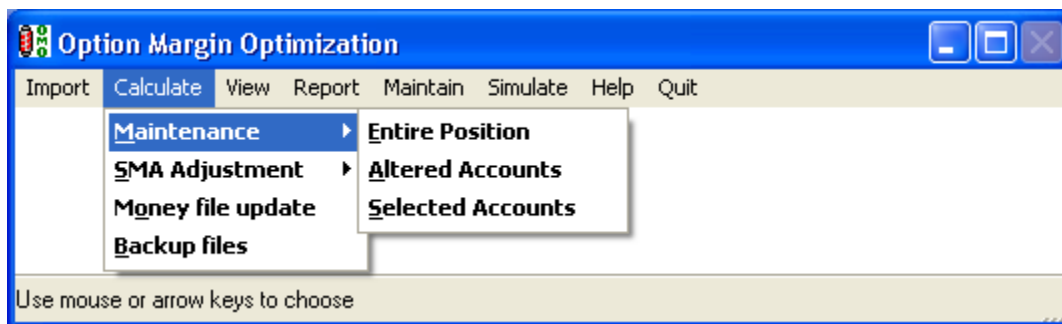 OMO Option Margin Optimization
Import Calculate View Report Maintain Simulate Help Quit
Maintenance Entire Position
SMA Adjustment Altered Accounts
Money file update Selected Accounts
Backup files
Use mouse or arrow keys to choose